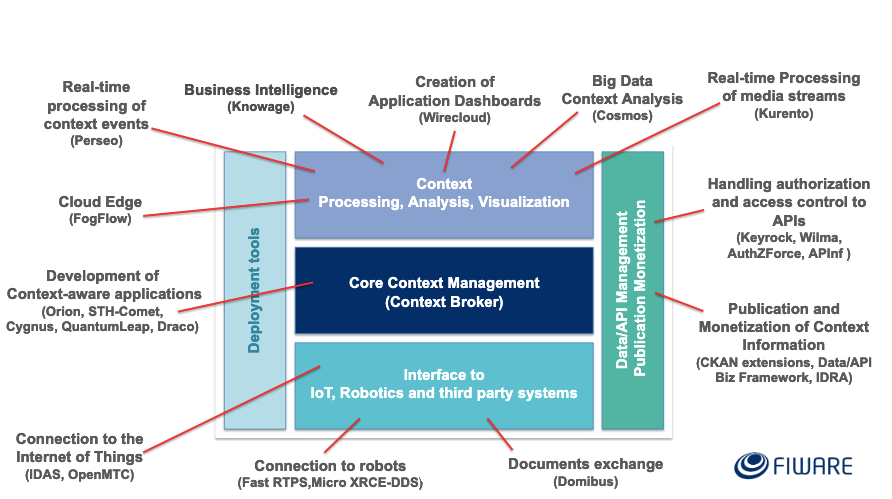 Real-time
processing of
context events
(Perseo)
Business Intelligence
(Knowage)
Creation of
Application Dashboards
(Wirecloud)
Big Data
Context Analysis
(Cosmos)
Real-time Processing
of media streams
(Kurento)
Cloud Edge
(FogFlow)
Development of
Context-aware applications
(Orion, STH-Comet,
Cygnus, QuantumLeap, Draco)
Connection to the
Internet of Things
(IDAS, OpenMTC)
Deployment tools
Context
Processing, Analysis, Visualization
Core Context Management
(Context Broker)
Interface to
IoT, Robotics and third party systems
Data/API Management
Publication Monetization
Handling authorization
and access control to
APIs
(Keyrock, Wilma,
AuthZForce, APInf )
Publication and
Monetization of Context
Information
(CKAN extensions, Data/API
Biz Framework, IDRA)
Connection to robots
(Fast RTPS,Micro XRCE-DDS)
Documents exchange
(Domibus)
FIWARE